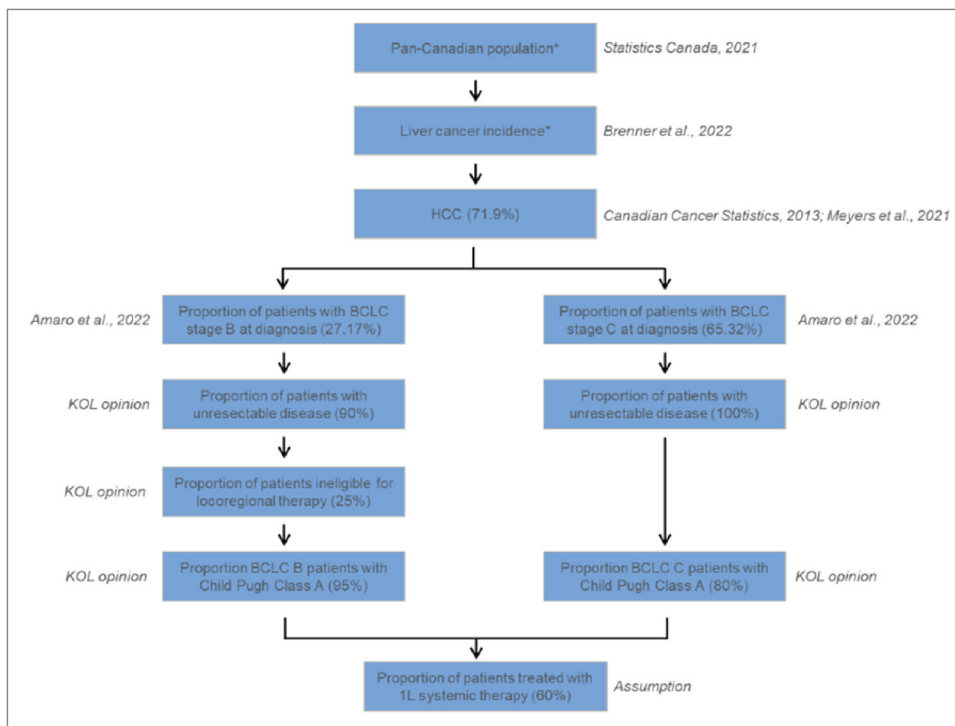 Pan-Canadian population*
Statistics Canada, 2021
Liver cancer incidence*
Brenner et al., 2022
HCC (71.9%)
Canadian Cancer Statistics, 2013; Meyers et al., 2021
Amaro et al., 2022
Proportion of patients with BCLC
stage B at diagnosis (27.17%)
Proportion of patients with BCLC
stage C at diagnosis (65.32%)
Amaro et al., 2022
KOL opinion
Proportion of patients with
unresectable disease (90%)
Proportion of patients with
unresectable disease (100%)
KOL opinion
KOL opinion
Proportion of patients ineligible for
locoregional therapy (25%)
KOL opinion
Proportion BCLC B patients with
Child Pugh Class A (95%)
Proportion BCLC C patients with
Child Pugh Class A (80%)
KOL opinion
Proportion of patients treated with
1L systemic therapy (60%)
Assumption